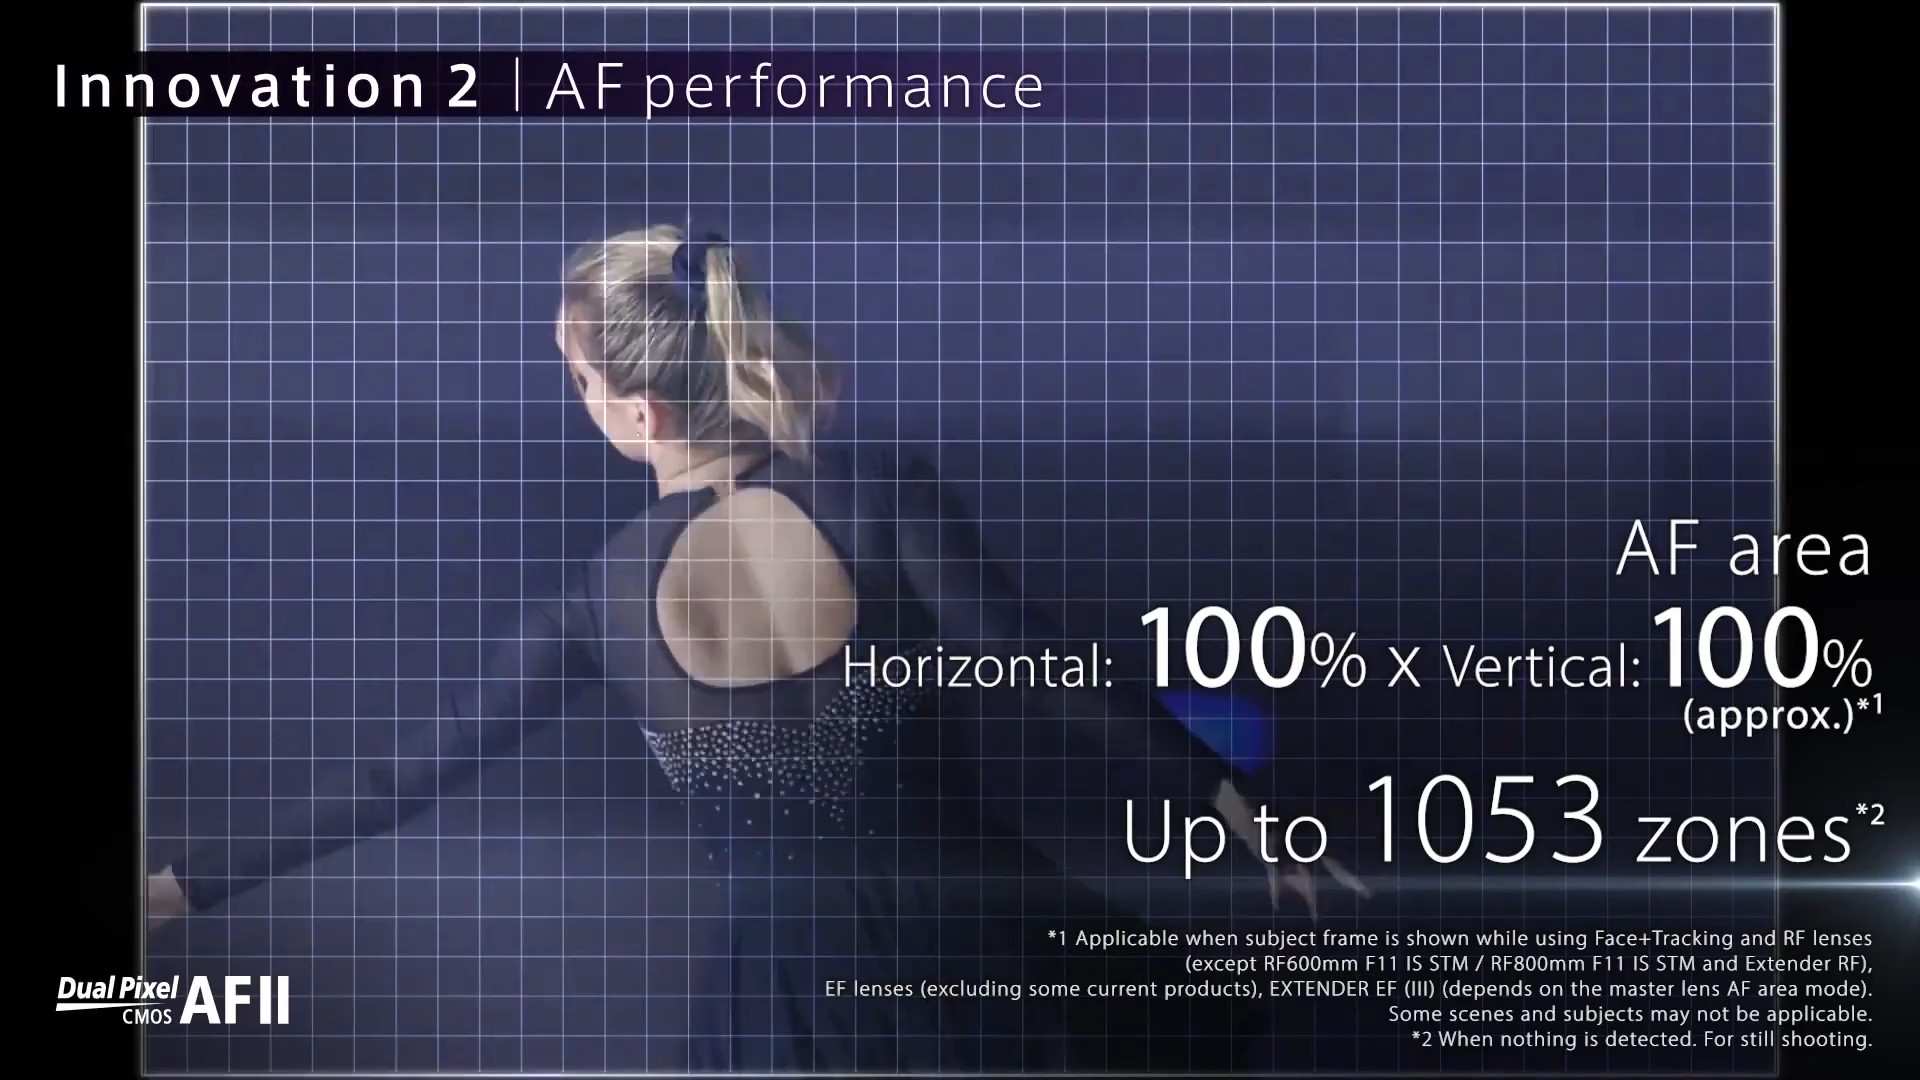 Innovation 2 | AF performance
AF area
Horizontal: 100% x Vertical: 100%
(approx.)*1
Up to 1053 zones*2
*1 Applicable when subject frame is shown while using Face+Tracking and RF lenses
(except RF600mm F11 IS STM / RF800mm F11 IS STM and Extender RF),
EF lenses (excluding some current products), EXTENDER EF (III) (depends on the master lens AF area mode).
Some scenes and subjects may not be applicable.
*2 When nothing is detected. For still shooting.
Dual Pixel
CMOS AF II